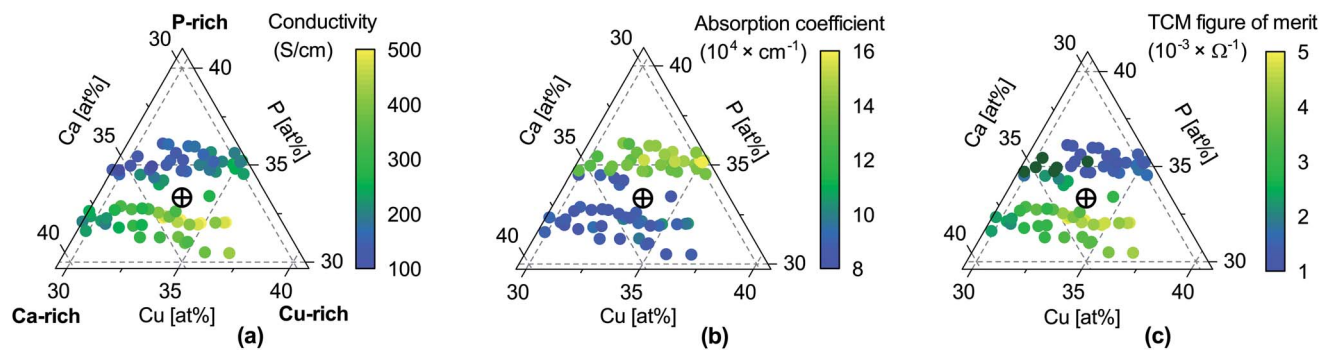 P-rich
Conductivity
(S/cm)
30
40
Ca [at%]
P [at%]
35
35
40
30
30
35
40
Ca-rich
Cu [at%]
Cu-rich
500
400
300
200
100
(a)
Absorption coefficient
(10⁴ × cm⁻¹)
30
40
Ca [at%]
P [at%]
35
35
40
30
30
35
40
Cu [at%]
16
14
12
10
8
(b)
TCM figure of merit
(10⁻³ × Ω⁻¹)
30
40
Ca [at%]
P [at%]
35
35
40
30
30
35
40
Cu [at%]
5
4
3
2
1
(c)